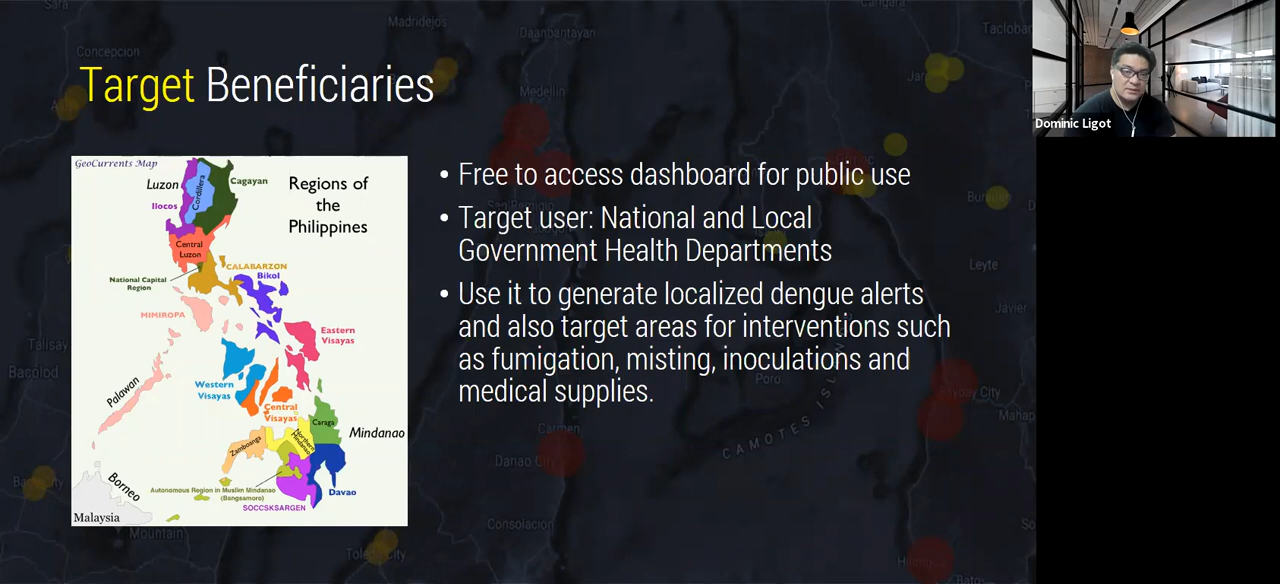 Target Beneficiaries
GeoCurrents Map
Regions of
the
Philippines
Luzon
Cordillera
Cagayan
Ilocos
Central
Luzon
National Capital
Region
CALABARZON
Bikol
MIMIROPA
Eastern
Visayas
Western
Visayas
Central
Visayas
Palawan
Caraga
Mindanao
Zamboanga
Northern
Mindanao
Borneo
Autonomous Region in Muslim Mindanao
(Bangsamoro)
Davao
SOCCSKSARGEN
Malaysia
• Free to access dashboard for public use
• Target user: National and Local
Government Health Departments
• Use it to generate localized dengue alerts
and also target areas for interventions such
as fumigation, misting, inoculations and
medical supplies.
Dominic Ligot
Sara
Madridejos
Concepcion
Daanbantayan
Medellin
Leyte
Javier
Talisay
Bacolod
Poro
CAMOTES
Carmen
Danao City
Consolacion
Mountain